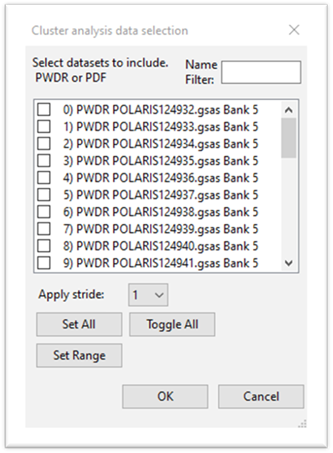 Cluster analysis data selection
Select datasets to include.
PWDR or PDF
Name
Filter:
0) PWDR POLARIS124932.gsas Bank 5
1) PWDR POLARIS124933.gsas Bank 5
2) PWDR POLARIS124934.gsas Bank 5
3) PWDR POLARIS124935.gsas Bank 5
4) PWDR POLARIS124936.gsas Bank 5
5) PWDR POLARIS124937.gsas Bank 5
6) PWDR POLARIS124938.gsas Bank 5
7) PWDR POLARIS124939.gsas Bank 5
8) PWDR POLARIS124940.gsas Bank 5
9) PWDR POLARIS124941.gsas Bank 5
Apply stride: 1
Set All
Toggle All
Set Range
OK
Cancel